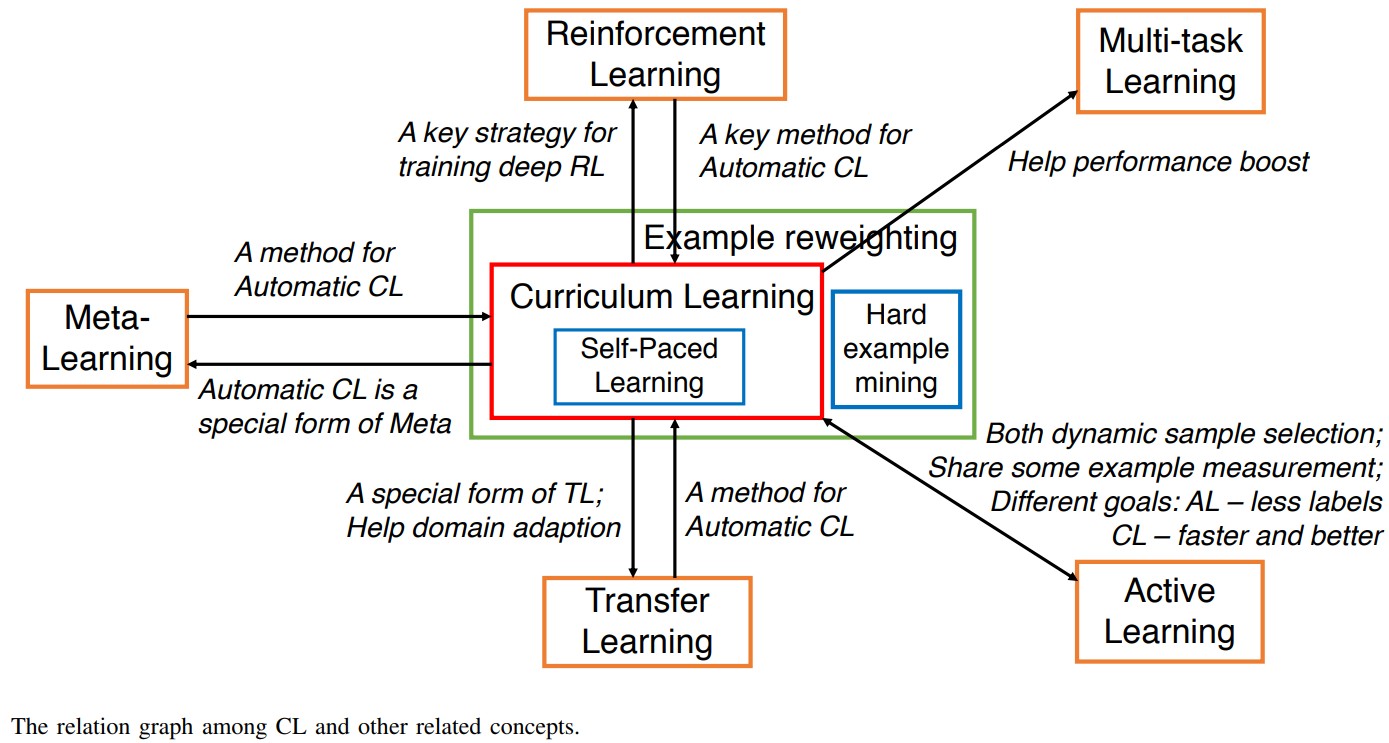 Reinforcement
Learning
Multi-task
Learning
A key strategy for
training deep RL
A key method for
Automatic CL
Help performance boost
Example reweighting
A method for
Automatic CL
Meta-
Learning
Automatic CL is a
special form of Meta
Curriculum Learning
Self-Paced
Learning
Hard
example
mining
Both dynamic sample selection;
Share some example measurement;
Different goals: AL – less labels
CL – faster and better
A special form of TL;
Help domain adaption
A method for
Automatic CL
Transfer
Learning
Active
Learning
The relation graph among CL and other related concepts.